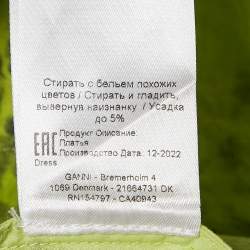 Стирать с бельем похожих
цветов / Стирать и гладить,
вывернув наизнанку / Усадка
до 5%
EAC
Продукт Описание:
Платья
Производство Дата: 12-2022
Dress
GANNI - Bremerholm 4
1069 Denmark - 21664731 DK
RN154797 - CA40943